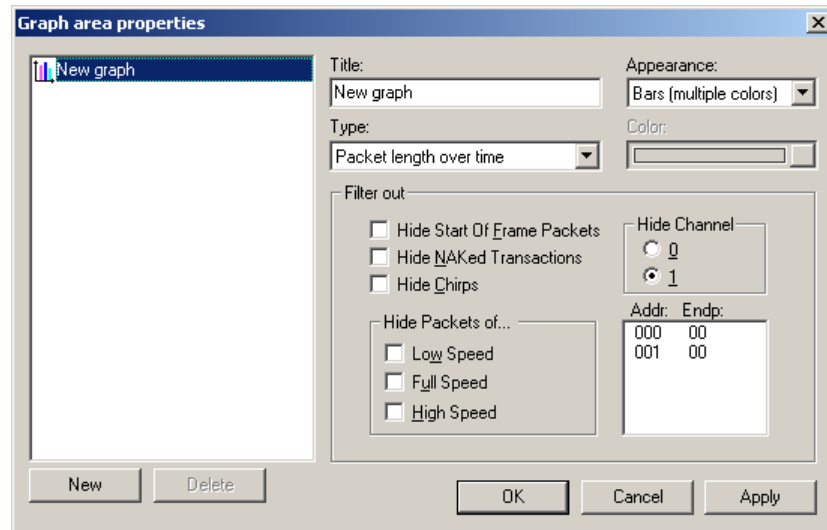 Graph area properties
New graph
Title:
New graph
Appearance:
Bars (multiple colors)
Type:
Packet length over time
Color:
Filter out
Hide Start Of Frame Packets
Hide NAKed Transactions
Hide Chirps
Hide Channel
0
1
Hide Packets of...
Low Speed
Full Speed
High Speed
Addr: Endp:
000 00
001 00
New
Delete
OK
Cancel
Apply